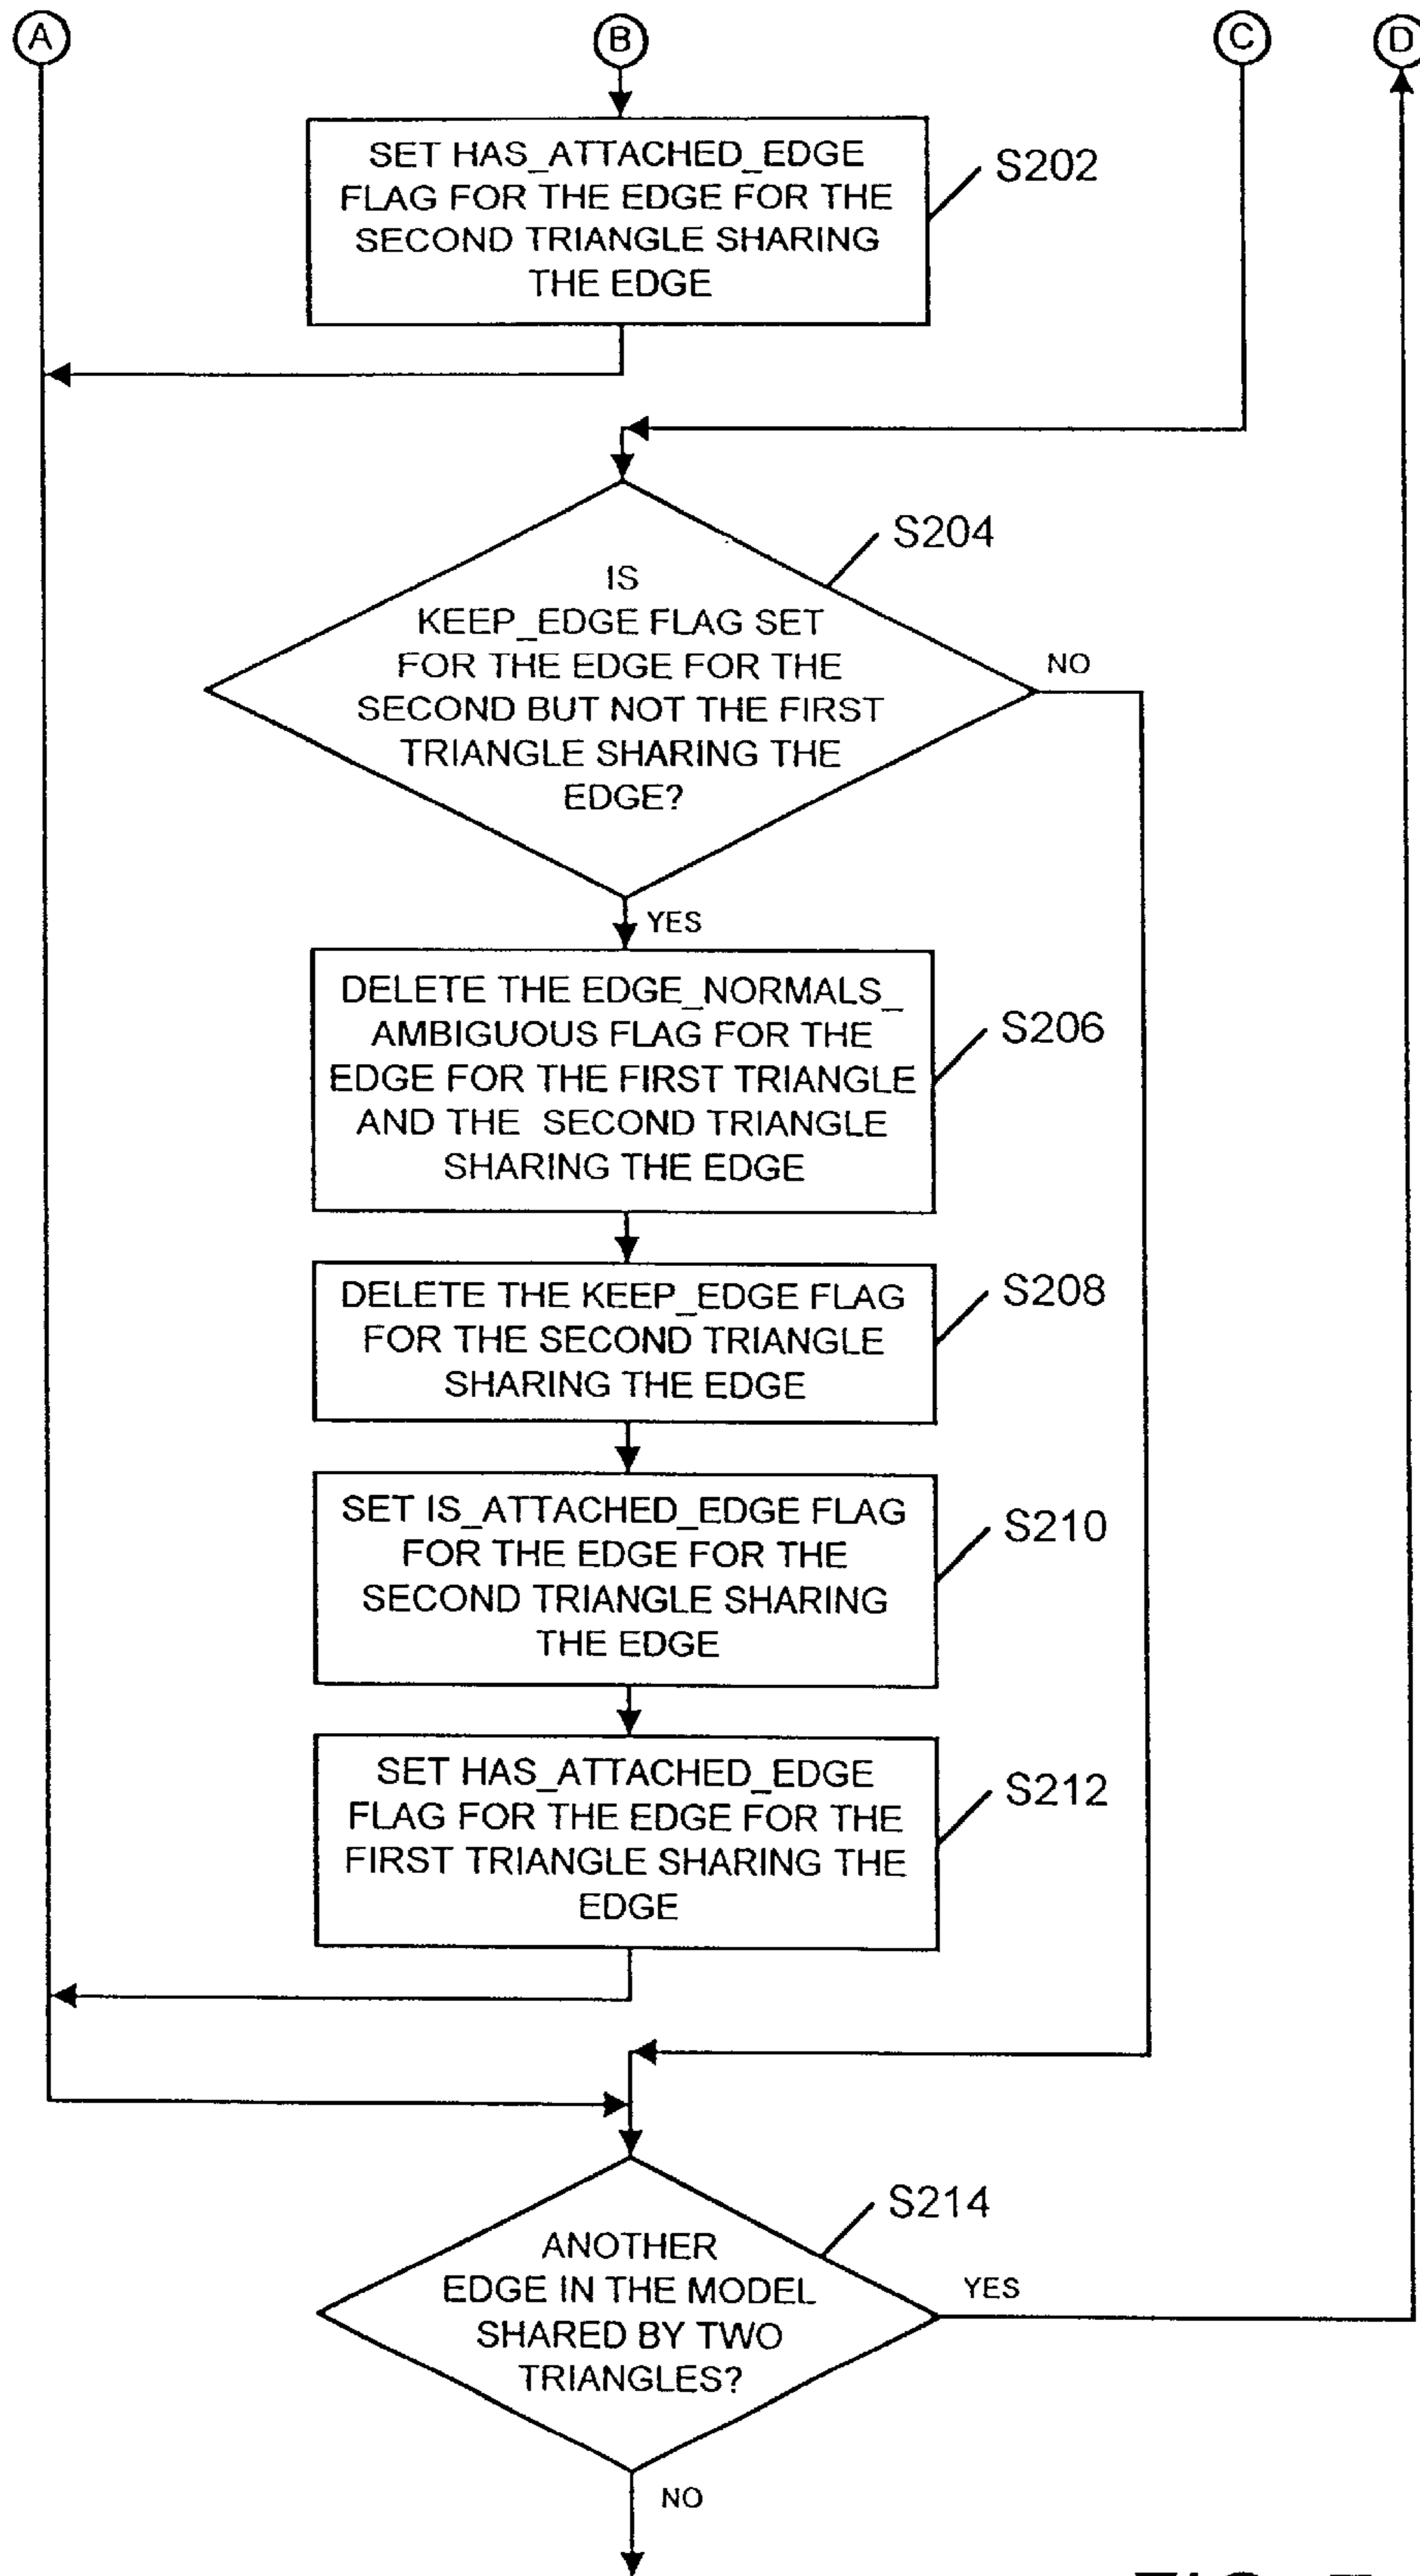 A
B
C
D
SET HAS_ATTACHED_EDGE
FLAG FOR THE EDGE FOR THE
SECOND TRIANGLE SHARING
THE EDGE
S202
S204
IS
KEEP_EDGE FLAG SET
FOR THE EDGE FOR THE
SECOND BUT NOT THE FIRST
TRIANGLE SHARING THE
EDGE?
NO
YES
DELETE THE EDGE_NORMALS_
AMBIGUOUS FLAG FOR THE
EDGE FOR THE FIRST TRIANGLE
AND THE SECOND TRIANGLE
SHARING THE EDGE
S206
DELETE THE KEEP_EDGE FLAG
FOR THE SECOND TRIANGLE
SHARING THE EDGE
S208
SET IS_ATTACHED_EDGE FLAG
FOR THE EDGE FOR THE
SECOND TRIANGLE SHARING
THE EDGE
S210
SET HAS_ATTACHED_EDGE
FLAG FOR THE EDGE FOR THE
FIRST TRIANGLE SHARING THE
EDGE
S212
S214
ANOTHER
EDGE IN THE MODEL
SHARED BY TWO
TRIANGLES?
YES
NO